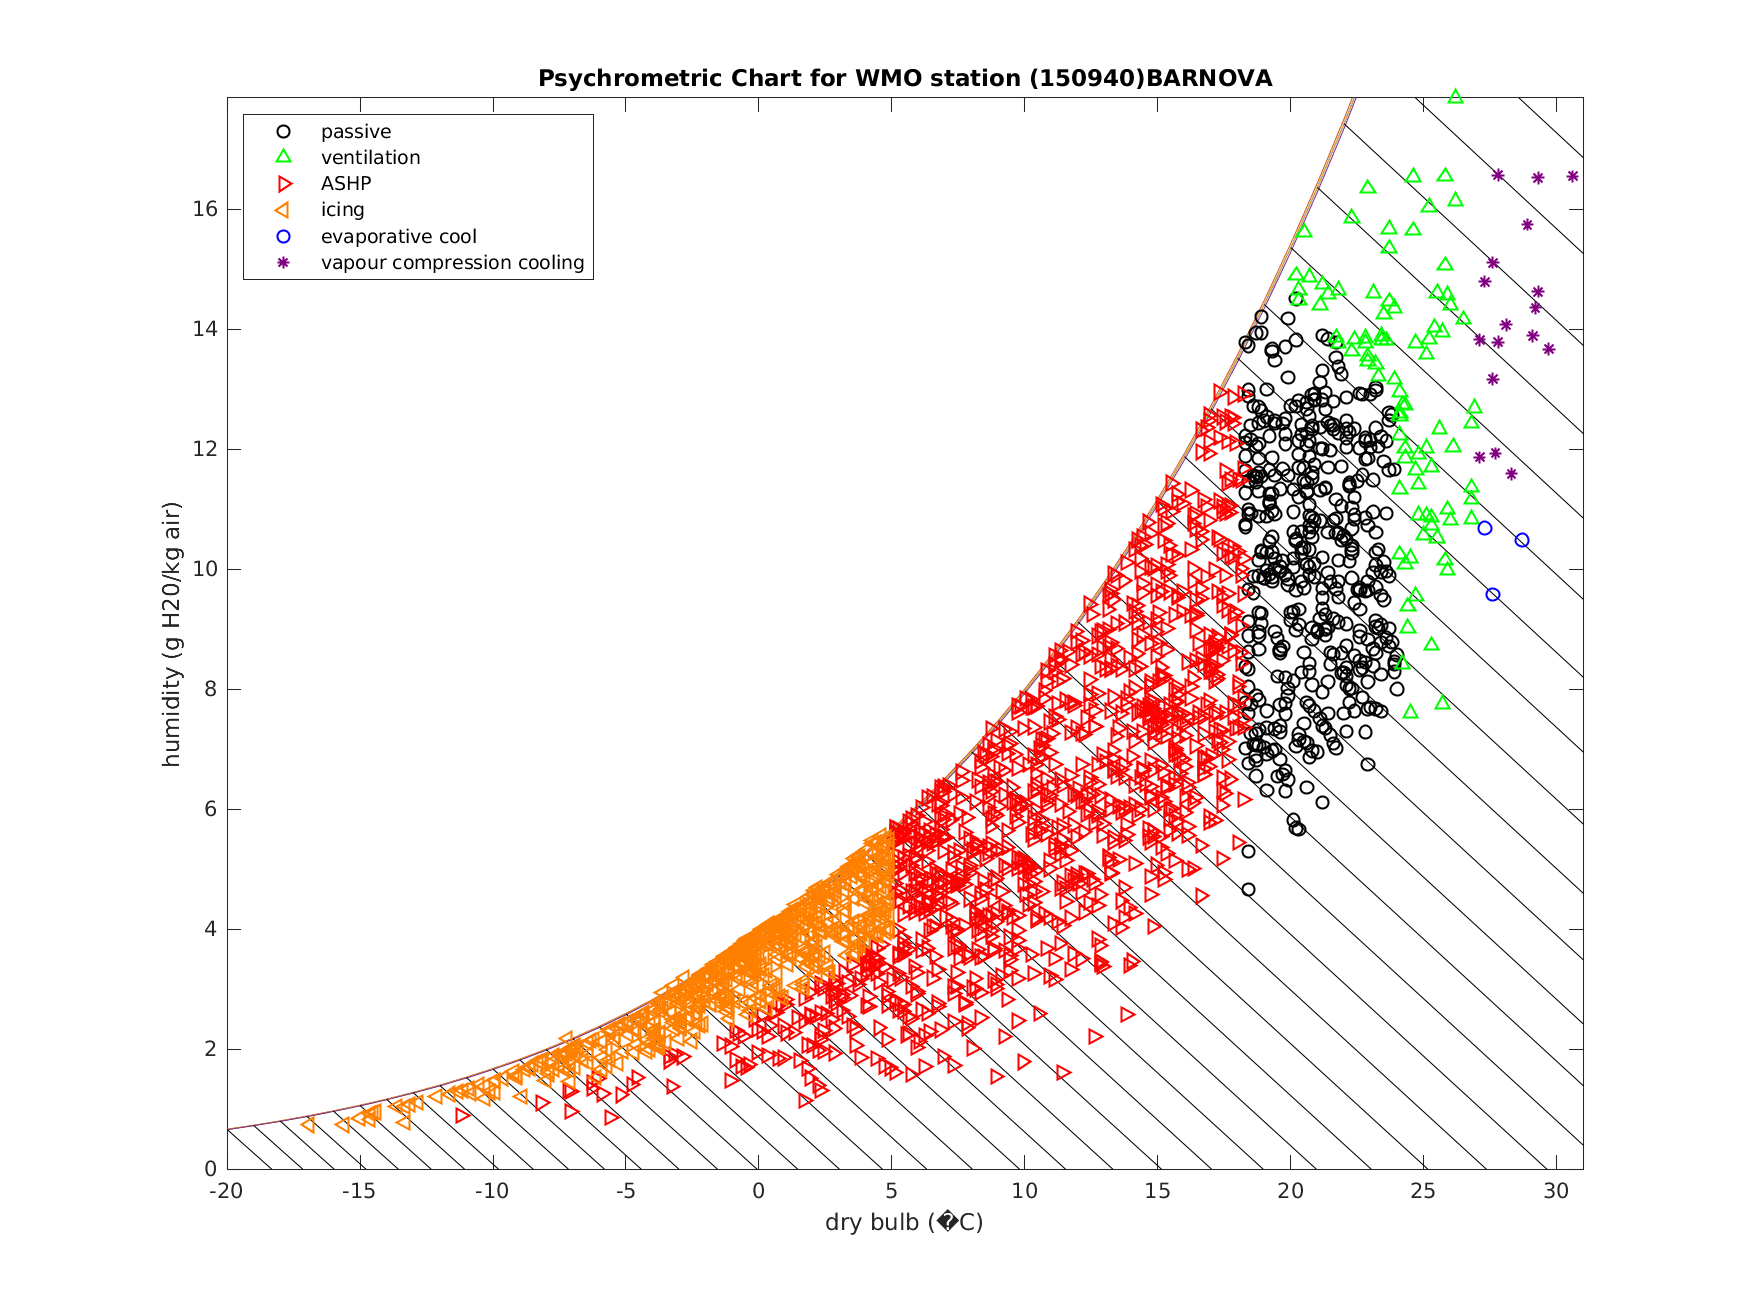 Psychrometric Chart for WMO station (150940)BARNOVA
passive
ventilation
ASHP
icing
evaporative cool
vapour compression cooling
humidity (g H20/kg air)
16
14
12
10
8
6
4
2
0
-20 -15 -10 -5 0 5 10 15 20 25 30
dry bulb (�C)